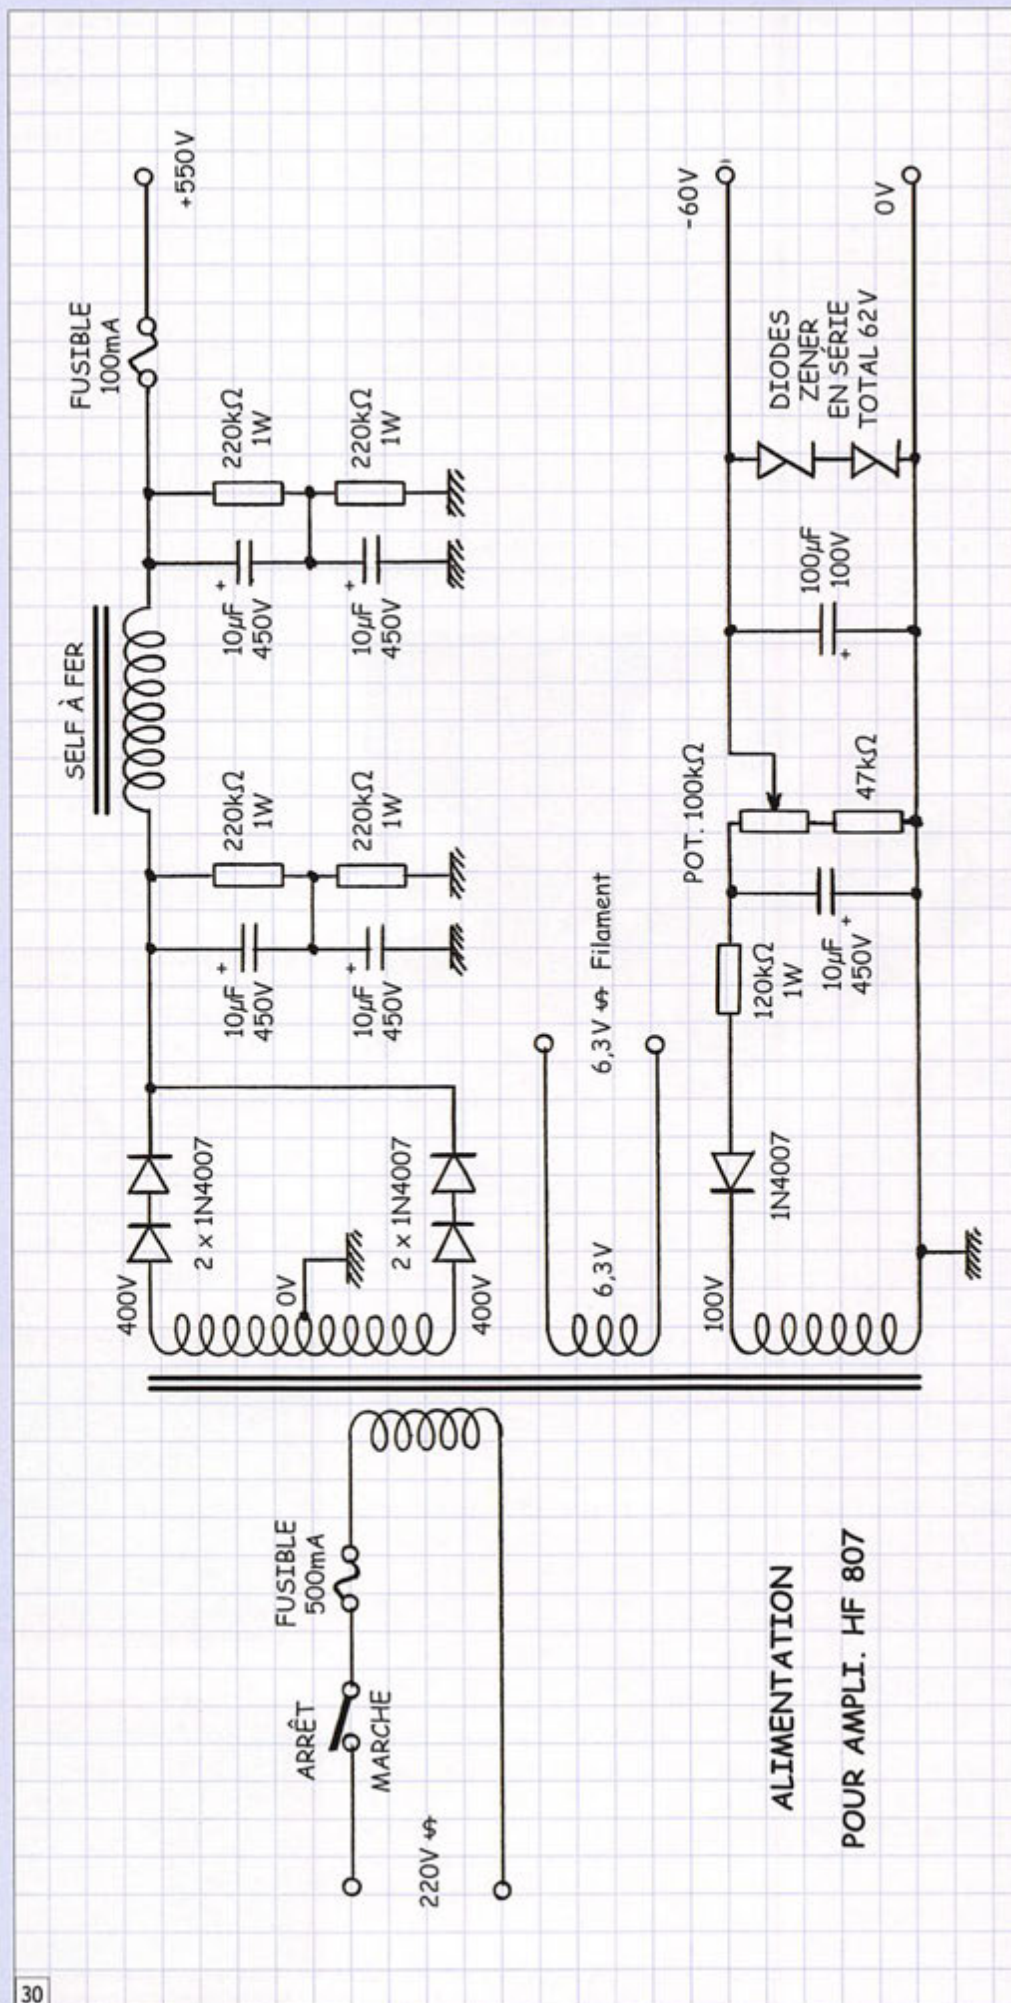 30
ALIMENTATION
POUR AMPLI. HF 807
220V
ARRÊT
MARCHE
FUSIBLE
500mA
400V
0V
400V
2 x 1N4007
2 x 1N4007
10µF
450V
+
10µF
450V
+
220kΩ
1W
220kΩ
1W
SELF À FER
10µF
450V
+
10µF
450V
+
220kΩ
1W
220kΩ
1W
FUSIBLE
100mA
+550V
6,3V
6,3V Filament
100V
1N4007
120kΩ
1W
10µF
450V
+
POT. 100kΩ
47kΩ
100µF
100V
+
DIODES
ZENER
EN SÉRIE
TOTAL 62V
-60V
0V